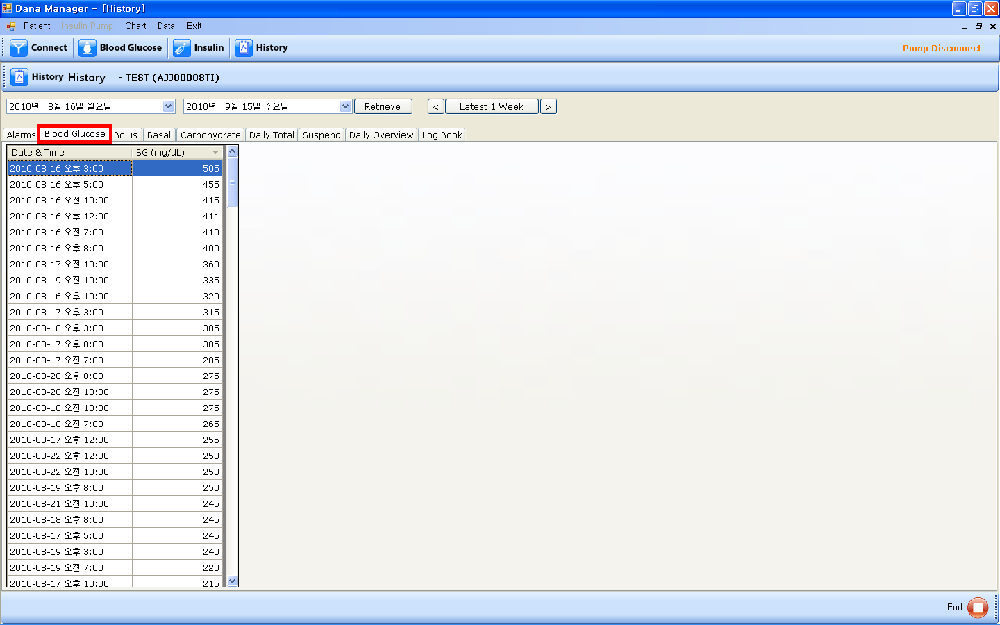 Dana Manager - [History]
Patient Insulin Pump Chart Data Exit
Connect Blood Glucose Insulin History Pump Disconnect
History History - TEST (AJJ00008TI)
2010년 8월 16일 월요일 2010년 9월 15일 수요일 Retrieve < Latest 1 Week >
Alarms Blood Glucose Bolus Basal Carbohydrate Daily Total Suspend Daily Overview Log Book
Date & Time BG (mg/dL)
2010-08-16 오후 3:00 505
2010-08-16 오후 5:00 455
2010-08-16 오전 10:00 415
2010-08-16 오후 12:00 411
2010-08-16 오전 7:00 410
2010-08-16 오후 8:00 400
2010-08-17 오전 10:00 360
2010-08-19 오전 10:00 335
2010-08-16 오후 10:00 320
2010-08-17 오후 3:00 315
2010-08-18 오후 3:00 305
2010-08-17 오후 8:00 305
2010-08-17 오전 7:00 285
2010-08-20 오후 8:00 275
2010-08-20 오전 10:00 275
2010-08-18 오전 10:00 275
2010-08-18 오전 7:00 265
2010-08-17 오후 12:00 255
2010-08-22 오후 12:00 250
2010-08-22 오전 10:00 250
2010-08-19 오후 8:00 250
2010-08-21 오전 10:00 245
2010-08-18 오후 8:00 245
2010-08-17 오후 5:00 245
2010-08-19 오후 3:00 240
2010-08-19 오전 7:00 220
2010-08-17 오후 10:00 215
End